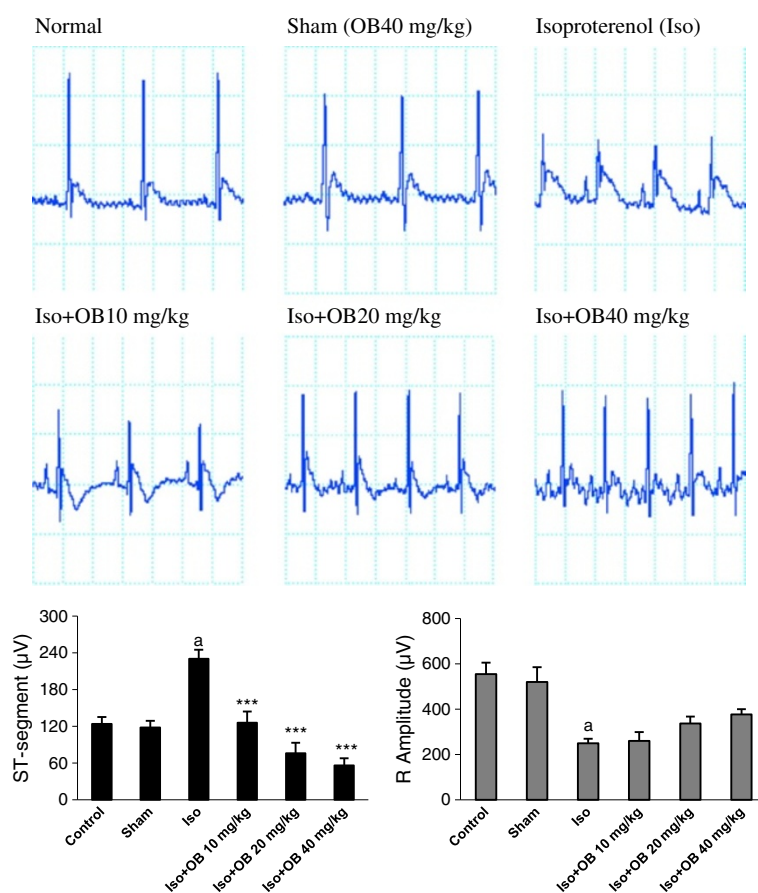 Normal
Sham (OB40 mg/kg)
Isoproterenol (Iso)
Iso+OB10 mg/kg
Iso+OB20 mg/kg
Iso+OB40 mg/kg
ST-segment (µV)
300
240
180
120
60
0
a
***
***
***
Control
Sham
Iso
Iso+OB 10 mg/kg
Iso+OB 20 mg/kg
Iso+OB 40 mg/kg
R Amplitude (µV)
800
600
400
200
0
a
Control
Sham
Iso
Iso+OB 10 mg/kg
Iso+OB 20 mg/kg
Iso+OB 40 mg/kg